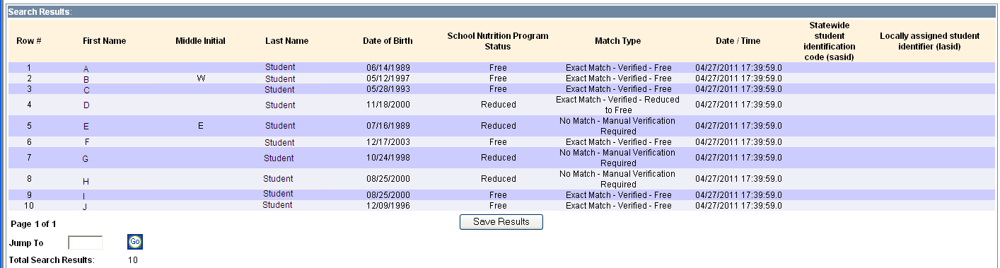 Search Results:
Row # First Name Middle Initial Last Name Date of Birth School Nutrition Program Status Match Type Date / Time Statewide student identification code (sasid) Locally assigned student identifier (lasid)
1 A Student 06/14/1989 Free Exact Match - Verified - Free 04/27/2011 17:39:59.0
2 B W Student 05/12/1997 Free Exact Match - Verified - Free 04/27/2011 17:39:59.0
3 C Student 05/28/1993 Free Exact Match - Verified - Free 04/27/2011 17:39:59.0
4 D Student 11/18/2000 Reduced Exact Match - Verified - Reduced to Free 04/27/2011 17:39:59.0
5 E E Student 07/16/1989 Reduced No Match - Manual Verification Required 04/27/2011 17:39:59.0
6 F Student 12/17/2003 Free Exact Match - Verified - Free 04/27/2011 17:39:59.0
7 G Student 10/24/1998 Reduced No Match - Manual Verification Required 04/27/2011 17:39:59.0
8 H Student 08/25/2000 Reduced No Match - Manual Verification Required 04/27/2011 17:39:59.0
9 I Student 08/25/2000 Free Exact Match - Verified - Free 04/27/2011 17:39:59.0
10 J Student 12/09/1996 Free Exact Match - Verified - Free 04/27/2011 17:39:59.0
Page 1 of 1
Save Results
Jump To Go
Total Search Results: 10